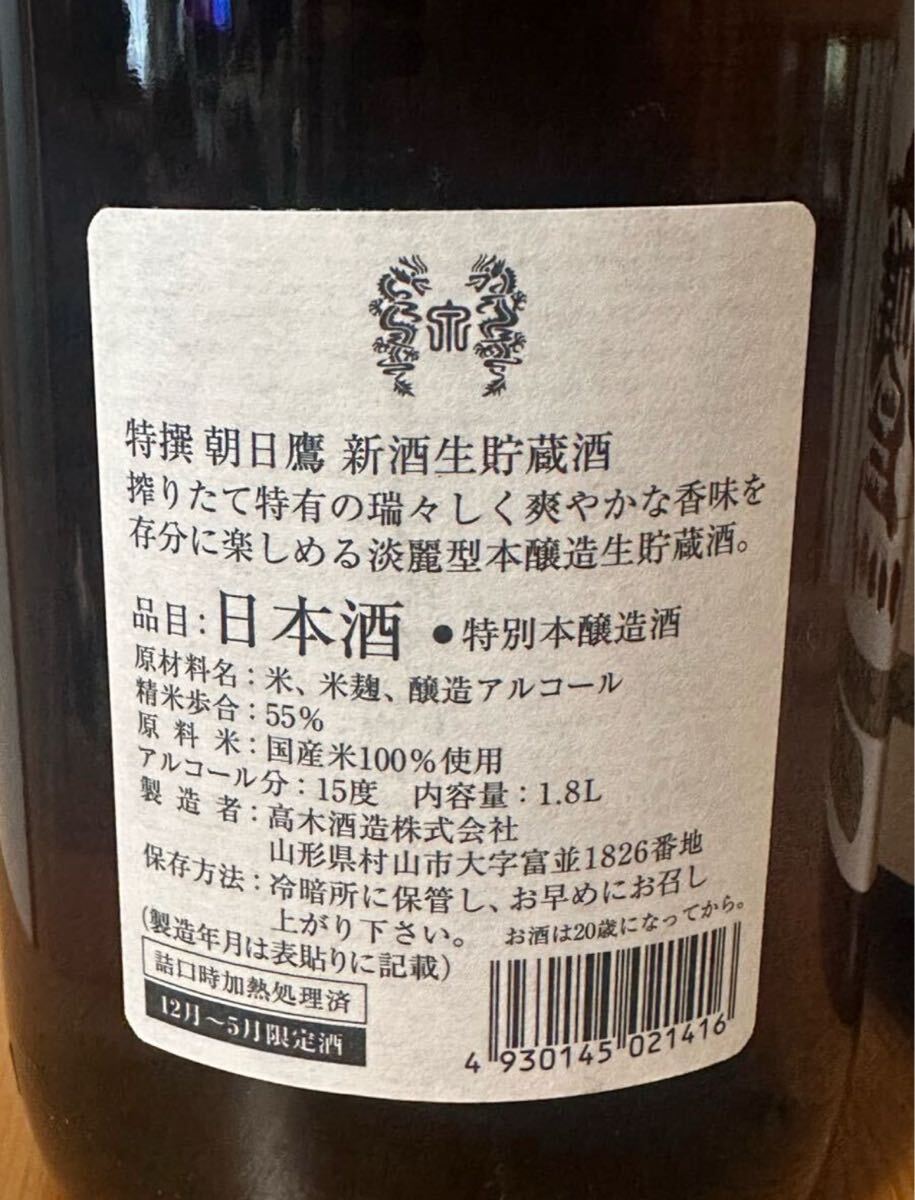 特撰 朝日鷹 新酒生貯蔵酒
搾りたて特有の瑞々しく爽やかな香味を
存分に楽しめる淡麗型本醸造生貯蔵酒。
品目：日本酒 ●特別本醸造酒
原材料名：米、米麹、醸造アルコール
精米歩合：55%
原料米：国産米100%使用
アルコール分：15度 内容量：1.8L
製造者：高木酒造株式会社
山形県村山市大字富並1826番地
保存方法：冷暗所に保管し、お早めにお召し
上がり下さい。 お酒は20歳になってから。
(製造年月は表貼りに記載)
詰口時加熱処理済
12月～5月限定酒
4 930145 021416